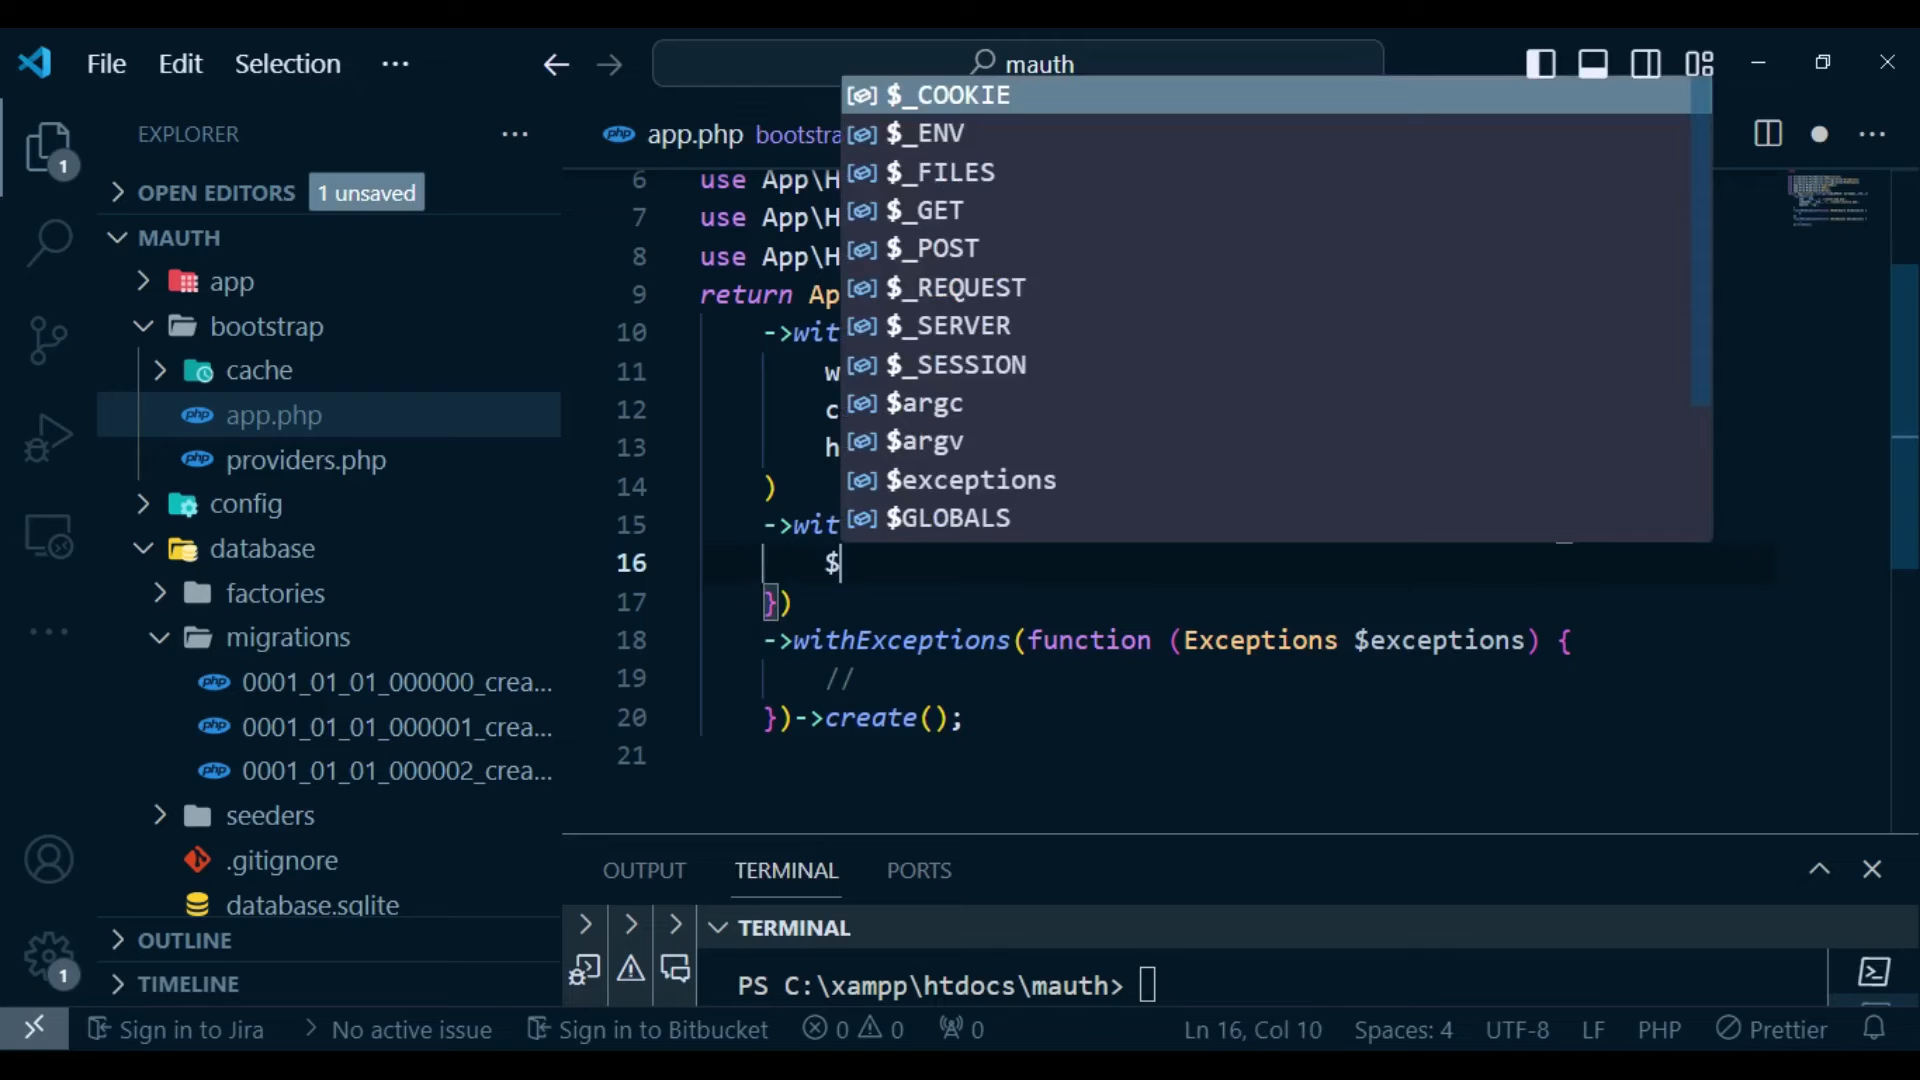 File Edit Selection ···
mauth
EXPLORER
OPEN EDITORS 1 unsaved
MAUTH
app
bootstrap
cache
app.php
providers.php
config
database
factories
migrations
0001_01_01_000000_crea...
0001_01_01_000001_crea...
0001_01_01_000002_crea...
seeders
.gitignore
database.sqlite
OUTLINE
TIMELINE
1
1
app.php bootstra
6 use App\H
7 use App\H
8 use App\H
9 return Ap
10 ->wit
11 w
12 c
13 h
14 )
15 ->wit
16 $
17 })
18 ->withExceptions(function (Exceptions $exceptions) {
19 //
20 })->create();
21
$_COOKIE
$_ENV
$_FILES
$_GET
$_POST
$_REQUEST
$_SERVER
$_SESSION
$argc
$argv
$exceptions
$GLOBALS
OUTPUT TERMINAL PORTS
TERMINAL
PS C:\xampp\htdocs\mauth>
Sign in to Jira No active issue Sign in to Bitbucket 0 0 0 Ln 16, Col 10 Spaces: 4 UTF-8 LF PHP Prettier